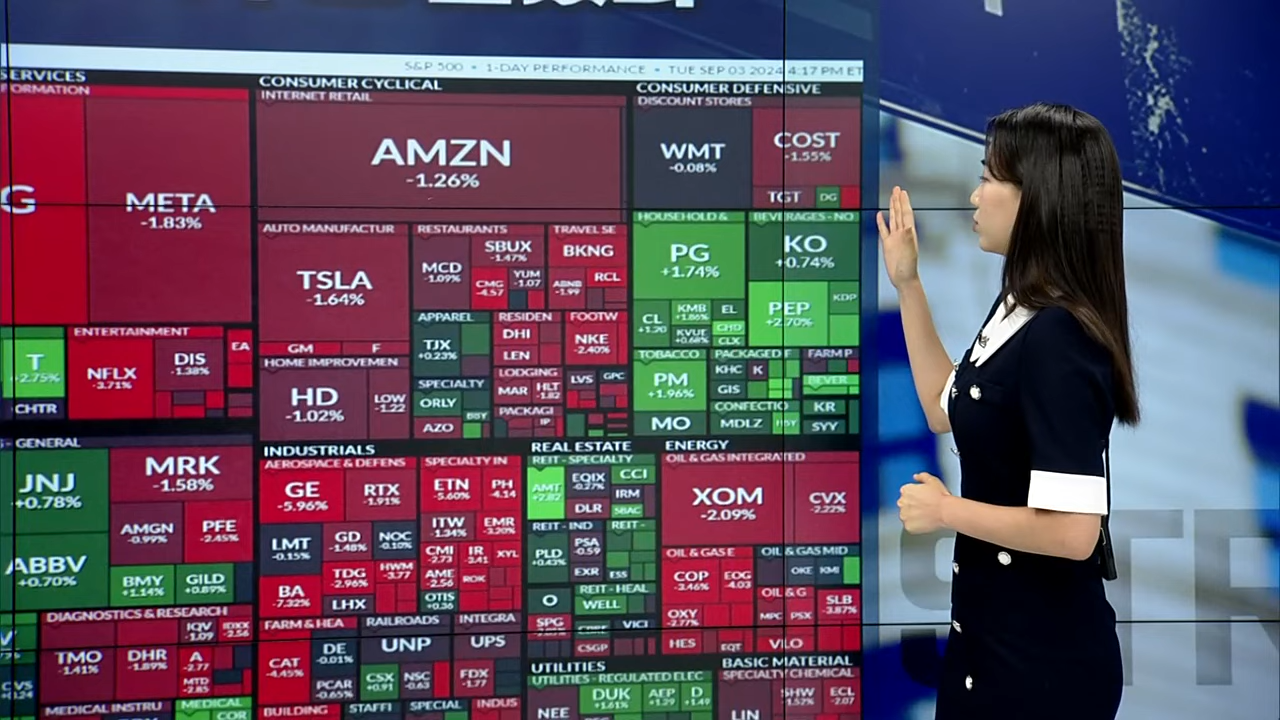 S&P 500 • 1-DAY PERFORMANCE • TUE SEP 03 2024 4:17 PM ET
SERVICES
CONSUMER CYCLICAL
INTERNET RETAIL
CONSUMER DEFENSIVE
DISCOUNT STORES
G
META
-1.83%
AMZN
-1.26%
WMT
-0.08%
COST
-1.55%
TGT
DG
AUTO MANUFACTUR
TSLA
-1.64%
GM
F
RESTAURANTS
MCD
-1.09%
SBUX
-1.47%
CMG
-4.57
YUM
-1.07
TRAVEL SE
BKNG
ABNB
-1.99
RCL
HOUSEHOLD &
PG
+1.74%
CL
+1.20
KMB
+1.86%
EL
KVUE
+0.68%
CHD
CLX
BEVERAGES - NO
KO
+0.74%
PEP
+2.70%
KDP
T
+2.75%
CHTR
ENTERTAINMENT
NFLX
-3.71%
DIS
-1.38%
EA
HOME IMPROVEMEN
HD
-1.02%
LOW
-1.22
APPAREL
TJX
+0.23%
SPECIALTY
ORLY
AZO
BBY
RESIDEN
DHI
LEN
LODGING
MAR
HLT
-1.82
PACKAGI
IP
FOOTW
NKE
-2.40%
LVS
GPC
TOBACCO
PM
+1.96%
MO
PACKAGED F
KHC
K
GIS
CONFECTIO
MDLZ
HSY
FARM P
BEVER
KR
SYY
- GENERAL
JNJ
+0.78%
ABBV
+0.70%
MRK
-1.58%
AMGN
-0.99%
PFE
-2.45%
BMY
+1.14%
GILD
+0.89%
DIAGNOSTICS & RESEARCH
TMO
-1.41%
DHR
-1.89%
IQV
-1.09
IDXX
-2.56
A
-2.77
MTD
-2.85
CVS
+1.24
MEDICAL INSTRU
MEDICAL
COR
INDUSTRIALS
AEROSPACE & DEFENS
GE
-5.96%
RTX
-1.91%
LMT
-0.15%
GD
-1.48%
NOC
-0.10%
BA
-7.32%
TDG
-2.96%
HWM
-3.77
LHX
SPECIALTY IN
ETN
-5.60%
PH
-4.14
ITW
-1.34%
EMR
-3.20%
CMI
-2.73
IR
-3.41
XYL
AME
-2.56
ROK
OTIS
+0.36
FARM & HEA
CAT
-4.45%
DE
-0.01%
PCAR
-0.65%
RAILROADS
UNP
CSX
+0.91
NSC
-0.63
INTEGRA
UPS
FDX
-1.77
BUILDING
STAFFI
SPECIAL
INDUS
REAL ESTATE
REIT - SPECIALTY
AMT
+2.82
EQIX
-0.27%
CCI
DLR
IRM
SBAC
REIT - IND
PLD
+0.43%
PSA
-0.59
EXR
REIT -
ESS
O
REIT - HEAL
WELL
SPG
CBRE
VICI
CSGP
ENERGY
OIL & GAS INTEGRATED
XOM
-2.09%
CVX
-2.22%
OIL & GAS E
COP
-3.46%
EOG
-4.03
OXY
-2.77%
HES
EQT
OIL & GAS MID
OKE
KMI
OIL & G
MPC
PSX
VLO
SLB
-3.87%
UTILITIES
UTILITIES - REGULATED ELEC
NEE
DUK
+1.61%
AEP
+1.29
D
+1.49
BASIC MATERIAL
SPECIALTY CHEMICAL
LIN
SHW
-1.52%
ECL
-2.07
STR